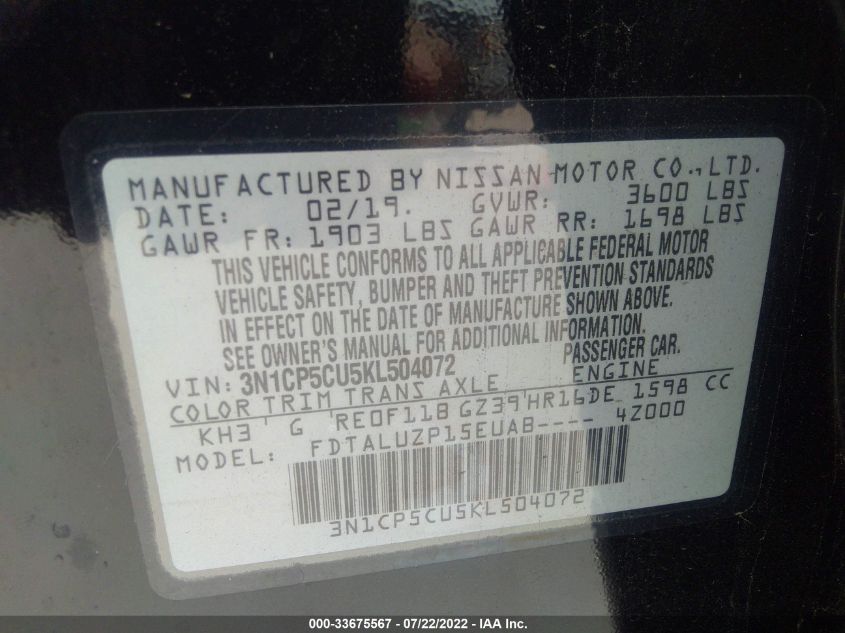 MANUFACTURED BY NISSAN MOTOR CO., LTD.
DATE: 02/19. GVWR: 3600 LBS
GAWR FR: 1903 LBS GAWR RR: 1698 LBS
THIS VEHICLE CONFORMS TO ALL APPLICABLE FEDERAL MOTOR
VEHICLE SAFETY, BUMPER AND THEFT PREVENTION STANDARDS
IN EFFECT ON THE DATE OF MANUFACTURE SHOWN ABOVE.
SEE OWNER'S MANUAL FOR ADDITIONAL INFORMATION.
VIN: 3N1CP5CU5KL504072 PASSENGER CAR.
COLOR TRIM TRANS AXLE ENGINE
KH3 G RE0F11B GZ39 HR16DE 1598 CC
MODEL: FDTALUZP15EUAB---- 4Z000
3N1CP5CU5KL504072
000-33675567 - 07/22/2022 - IAA Inc.